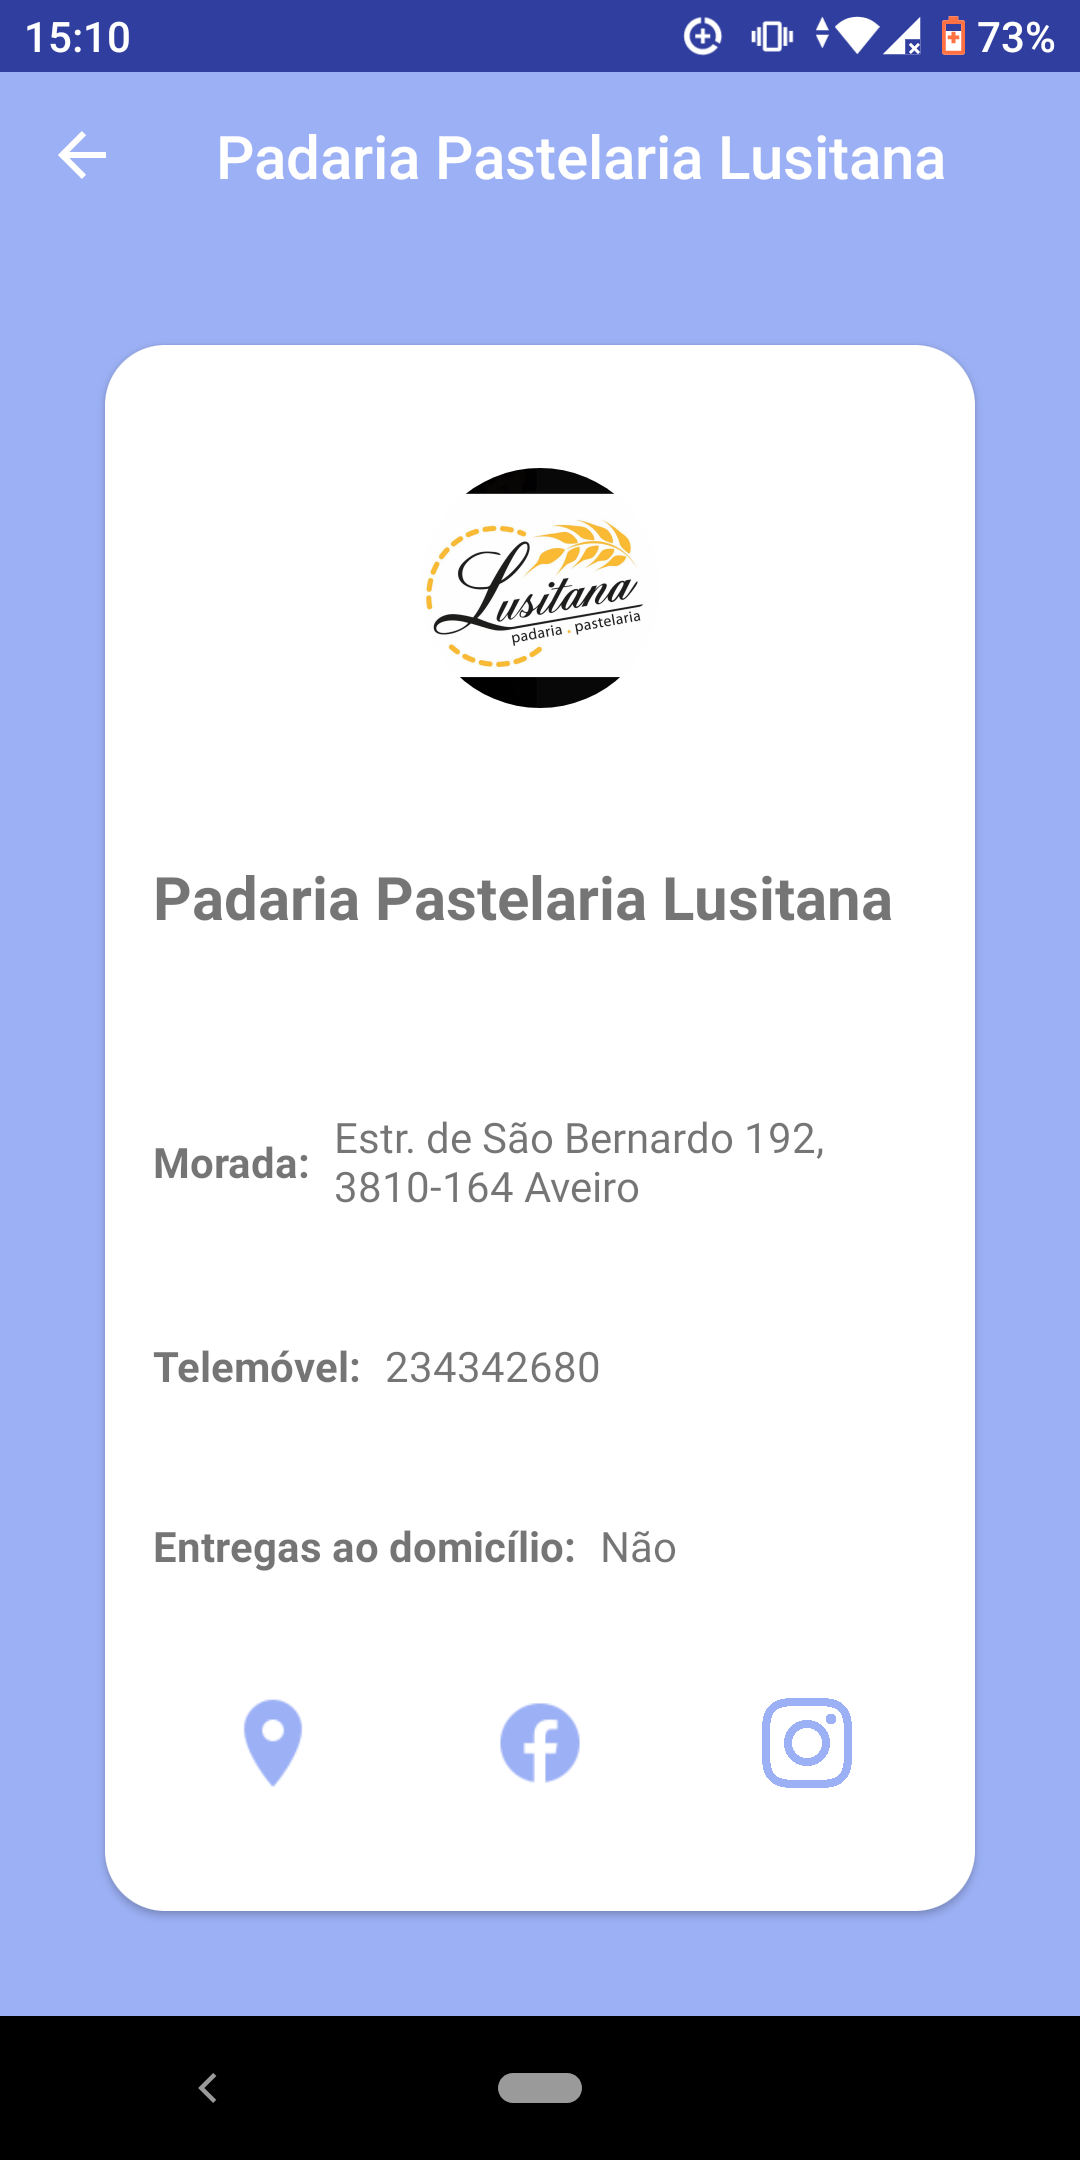 15:10
73%
Padaria Pastelaria Lusitana
Lusitana
padaria . pastelaria
Padaria Pastelaria Lusitana
Morada: Estr. de São Bernardo 192,
3810-164 Aveiro
Telemóvel: 234342680
Entregas ao domicílio: Não